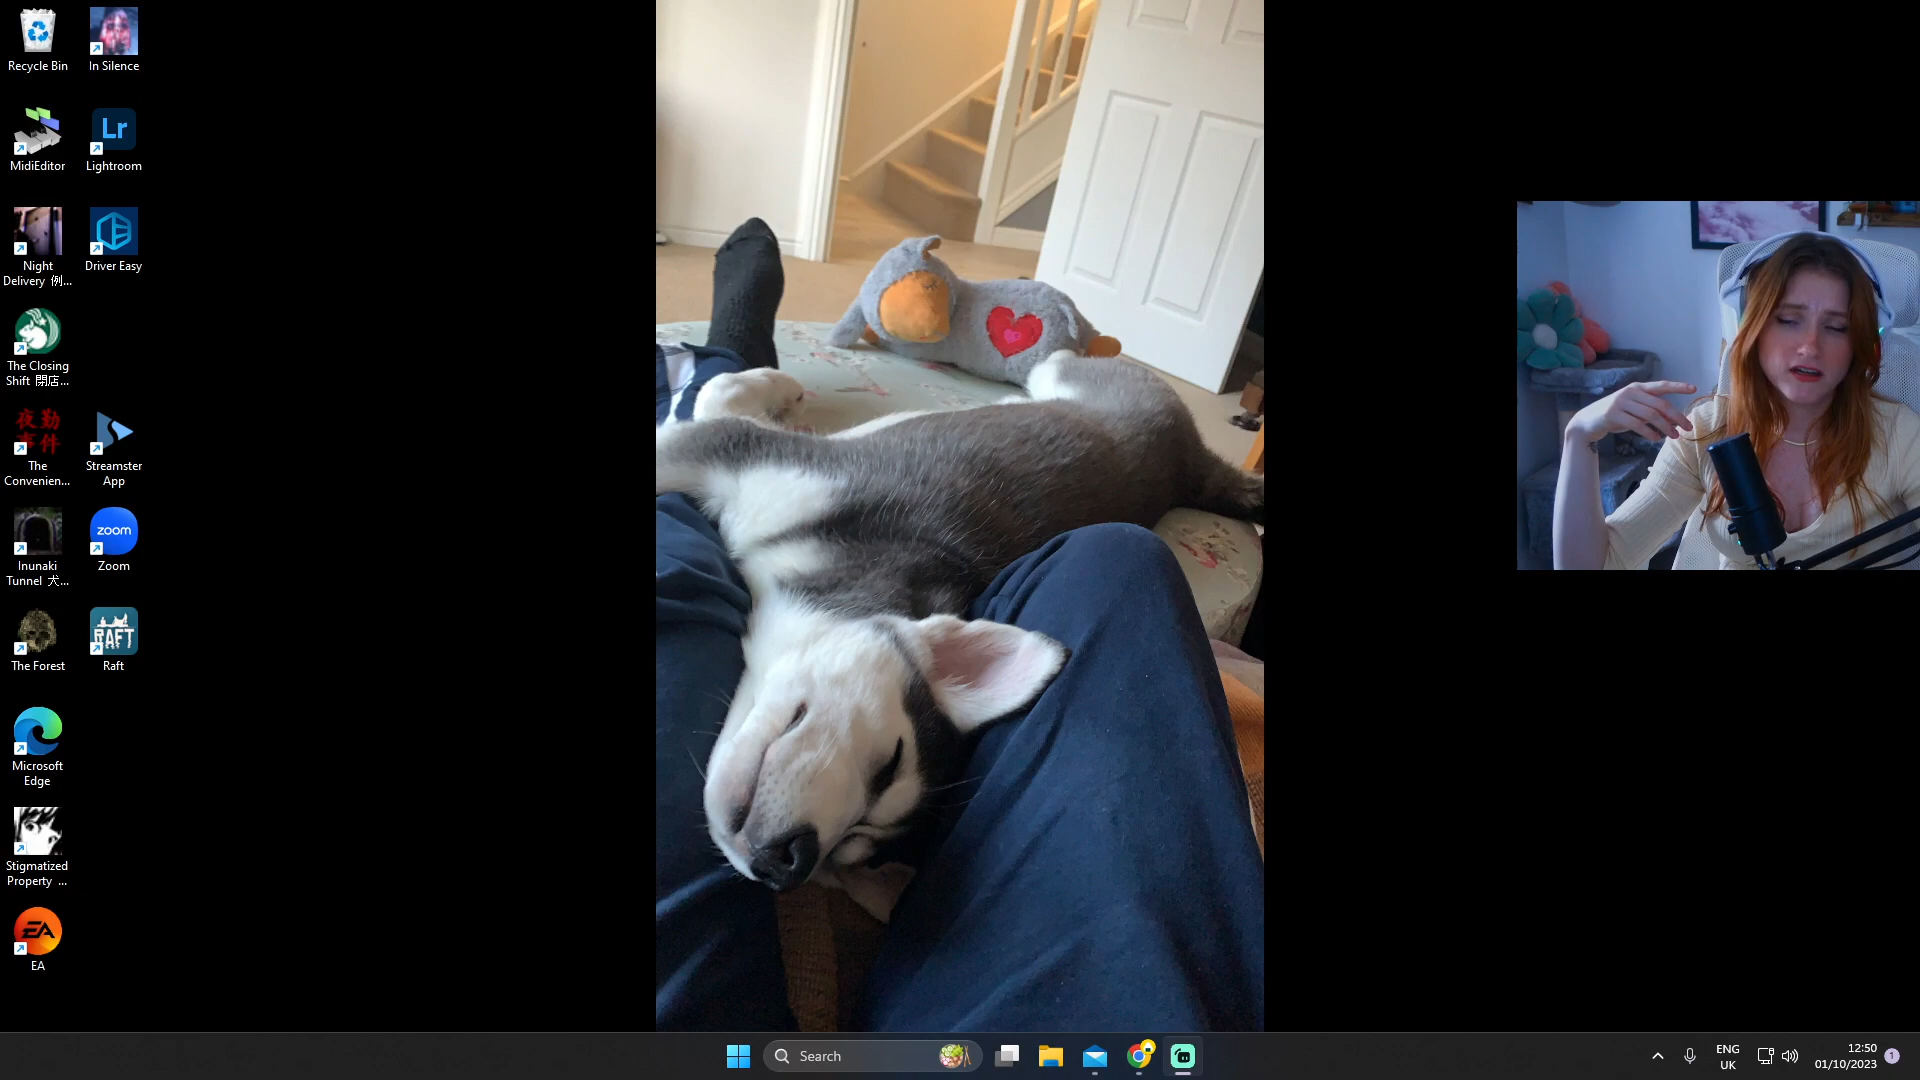 Recycle Bin
In Silence
MidiEditor
Lr
Lightroom
Night
Delivery 例...
Driver Easy
The Closing
Shift 閉店...
夜勤
事件
The
Convenien...
Streamster
App
Inunaki
Tunnel 犬...
zoom
Zoom
The Forest
RAFT
Raft
Microsoft
Edge
Stigmatized
Property ...
EA
EA
Search
ENG
UK
12:50
01/10/2023
1